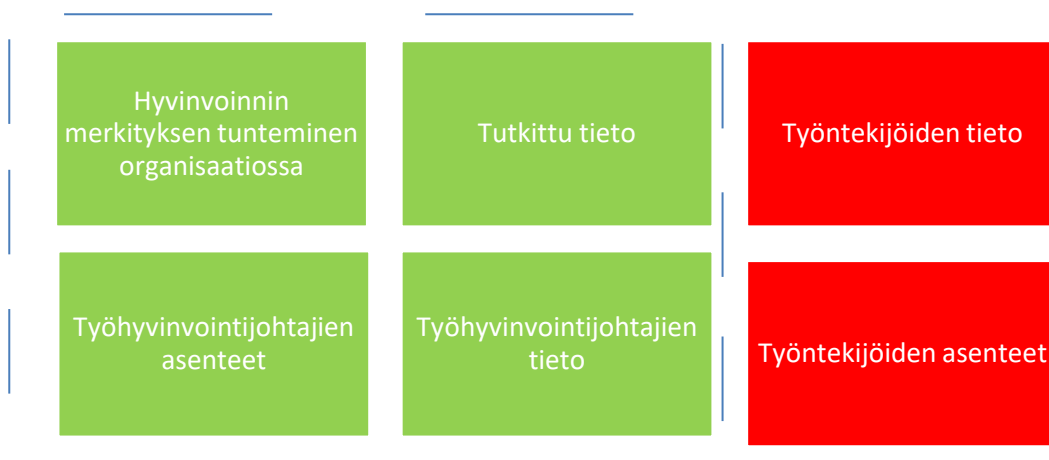 Hyvinvoinnin
merkityksen tunteminen
organisaatiossa
Tutkittu tieto
Työntekijöiden tieto
Työhyvinvointijohtajien
asenteet
Työhyvinvointijohtajien
tieto
Työntekijöiden asenteet